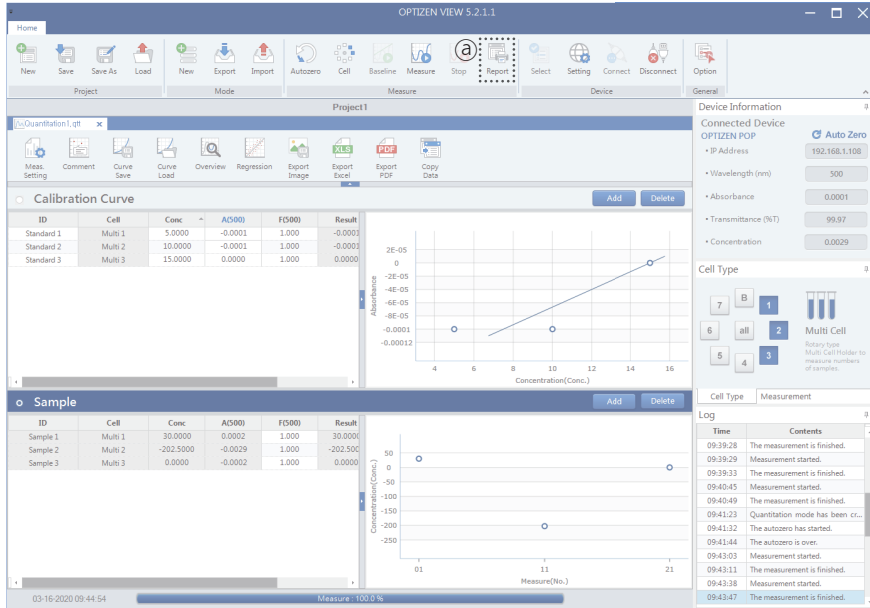 OPTIZEN VIEW 5.2.1.1
Home
New Save Save As Load New Export Import Autozero Cell Baseline Measure Stop ⓐ Report Select Setting Connect Disconnect Option
Project Mode Measure Device General
Project1
Quantitation1.qtt x
Meas. Setting Comment Curve Save Curve Load Overview Regression Export Image Export Excel Export PDF Copy Data
XLS PDF
Calibration Curve Add Delete
ID Cell Conc A(500) F(500) Result
Standard 1 Multi 1 5.0000 -0.0001 1.000 -0.0001
Standard 2 Multi 2 10.0000 -0.0001 1.000 -0.0001
Standard 3 Multi 3 15.0000 0.0000 1.000 0.0000
Absorbance
2E-05
0
-2E-05
-4E-05
-6E-05
-8E-05
-0.0001
-0.00012
4 6 8 10 12 14 16
Concentration(Conc.)
Sample Add Delete
ID Cell Conc A(500) F(500) Result
Sample 1 Multi 1 30.0000 0.0002 1.000 30.0000
Sample 2 Multi 2 -202.5000 -0.0029 1.000 -202.500
Sample 3 Multi 3 0.0000 -0.0002 1.000 0.0000
Concentration(Conc.)
50
0
-50
-100
-150
-200
-250
01 11 21
Measure(No.)
03-16-2020 09:44:54 Measure : 100.0 %
Device Information
Connected Device
OPTIZEN POP Auto Zero
• IP Address 192.168.1.108
• Wavelength (nm) 500
• Absorbance 0.0001
• Transmittance (%T) 99.97
• Concentration 0.0029
Cell Type
7 B 1
6 all 2
5 4 3
Multi Cell
Rotary type
Multi Cell Holder to
measure numbers
of samples.
Cell Type Measurement
Log
Time Contents
09:39:28 The measurement is finished.
09:39:29 Measurement started.
09:39:33 The measurement is finished.
09:40:45 Measurement started.
09:40:49 The measurement is finished.
09:41:23 Quantitation mode has been cr...
09:41:32 The autozero has started.
09:41:44 The autozero is over.
09:43:03 Measurement started.
09:43:11 The measurement is finished.
09:43:38 Measurement started.
09:43:47 The measurement is finished.